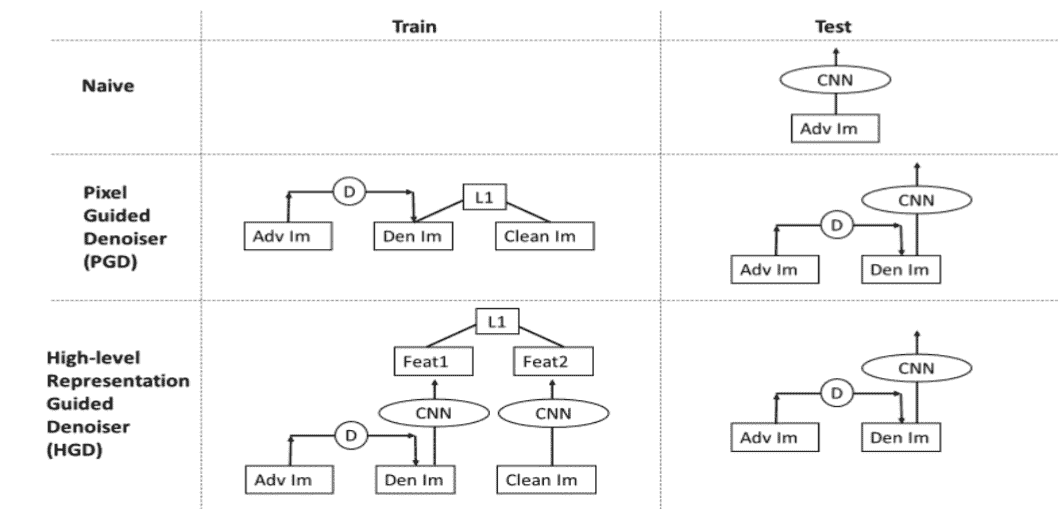 Train
Test
Naive
CNN
Adv Im
Pixel
Guided
Denoiser
(PGD)
D
L1
Adv Im
Den Im
Clean Im
CNN
D
Adv Im
Den Im
High-level
Representation
Guided
Denoiser
(HGD)
L1
Feat1
Feat2
CNN
CNN
D
Adv Im
Den Im
Clean Im
CNN
D
Adv Im
Den Im